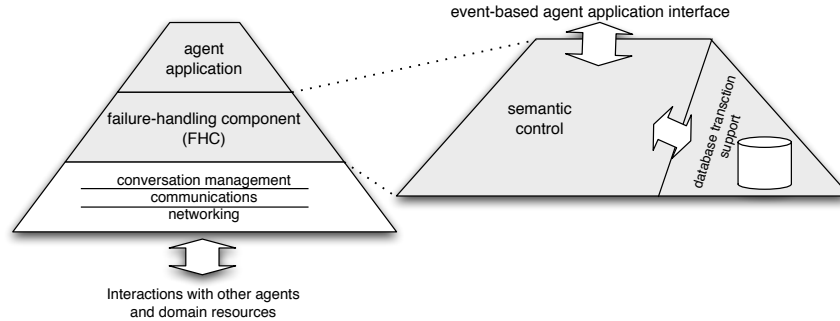 event-based agent application interface
agent
application
failure-handling component
(FHC)
conversation management
communications
networking
Interactions with other agents
and domain resources
semantic
control
database transction
support